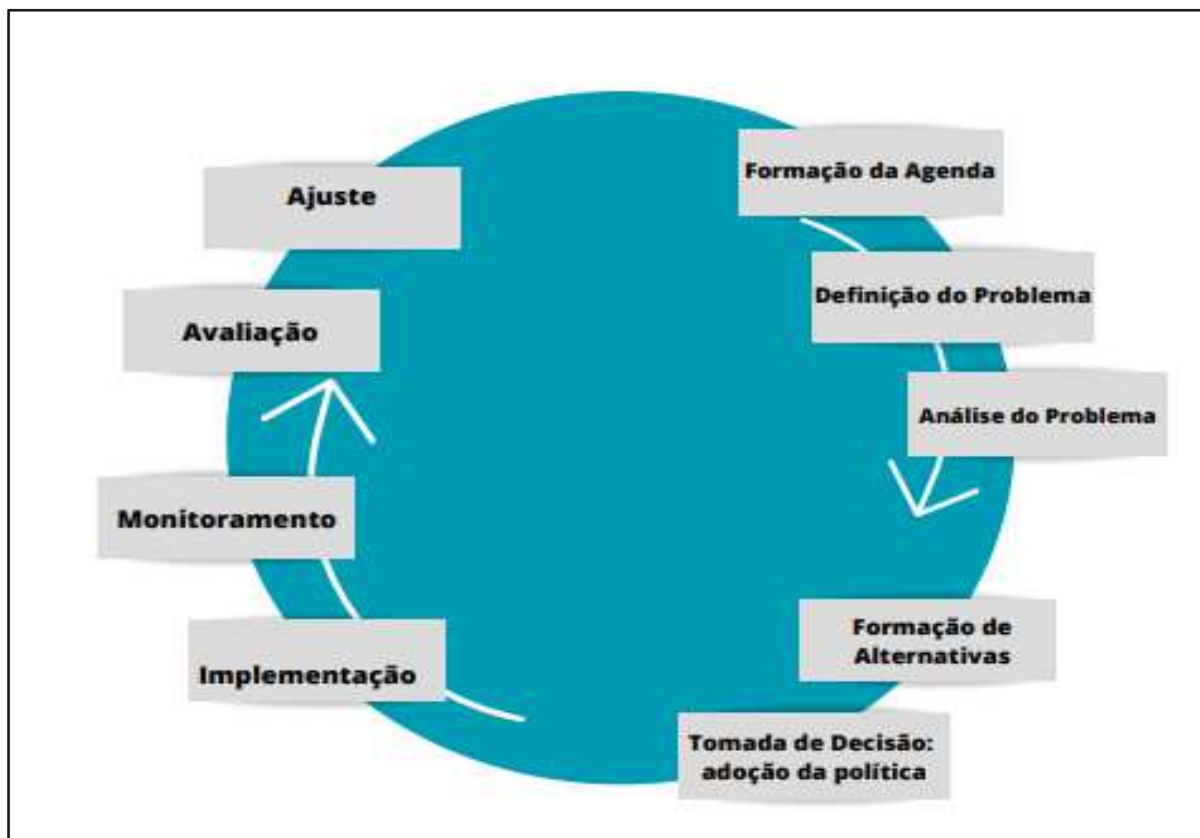 Formação da Agenda
Definição do Problema
Análise do Problema
Formação de
Alternativas
Tomada de Decisão:
adoção da política
Implementação
Monitoramento
Avaliação
Ajuste